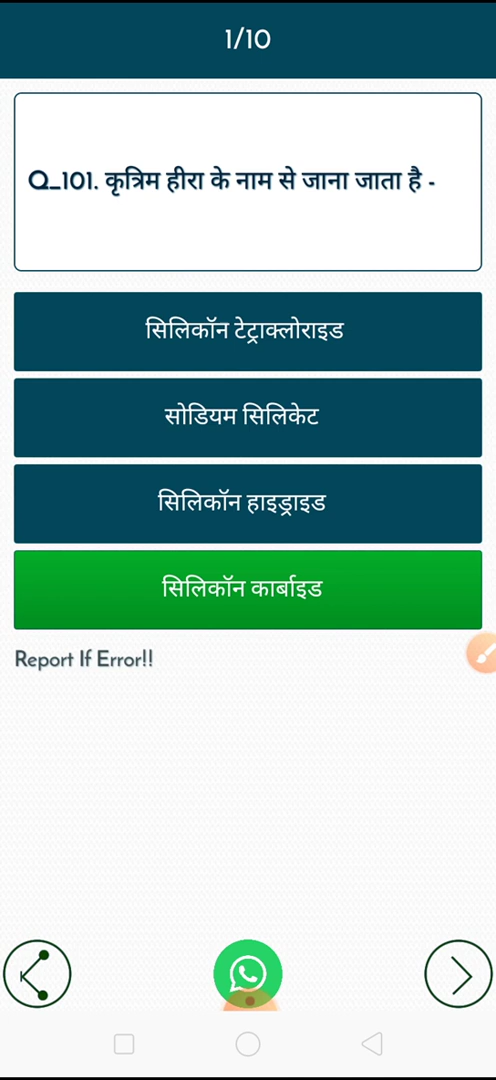 1/10
Q_101. कृत्रिम हीरा के नाम से जाना जाता है -
सिलिकॉन टेट्राक्लोराइड
सोडियम सिलिकेट
सिलिकॉन हाइड्राइड
सिलिकॉन कार्बाइड
Report If Error!!